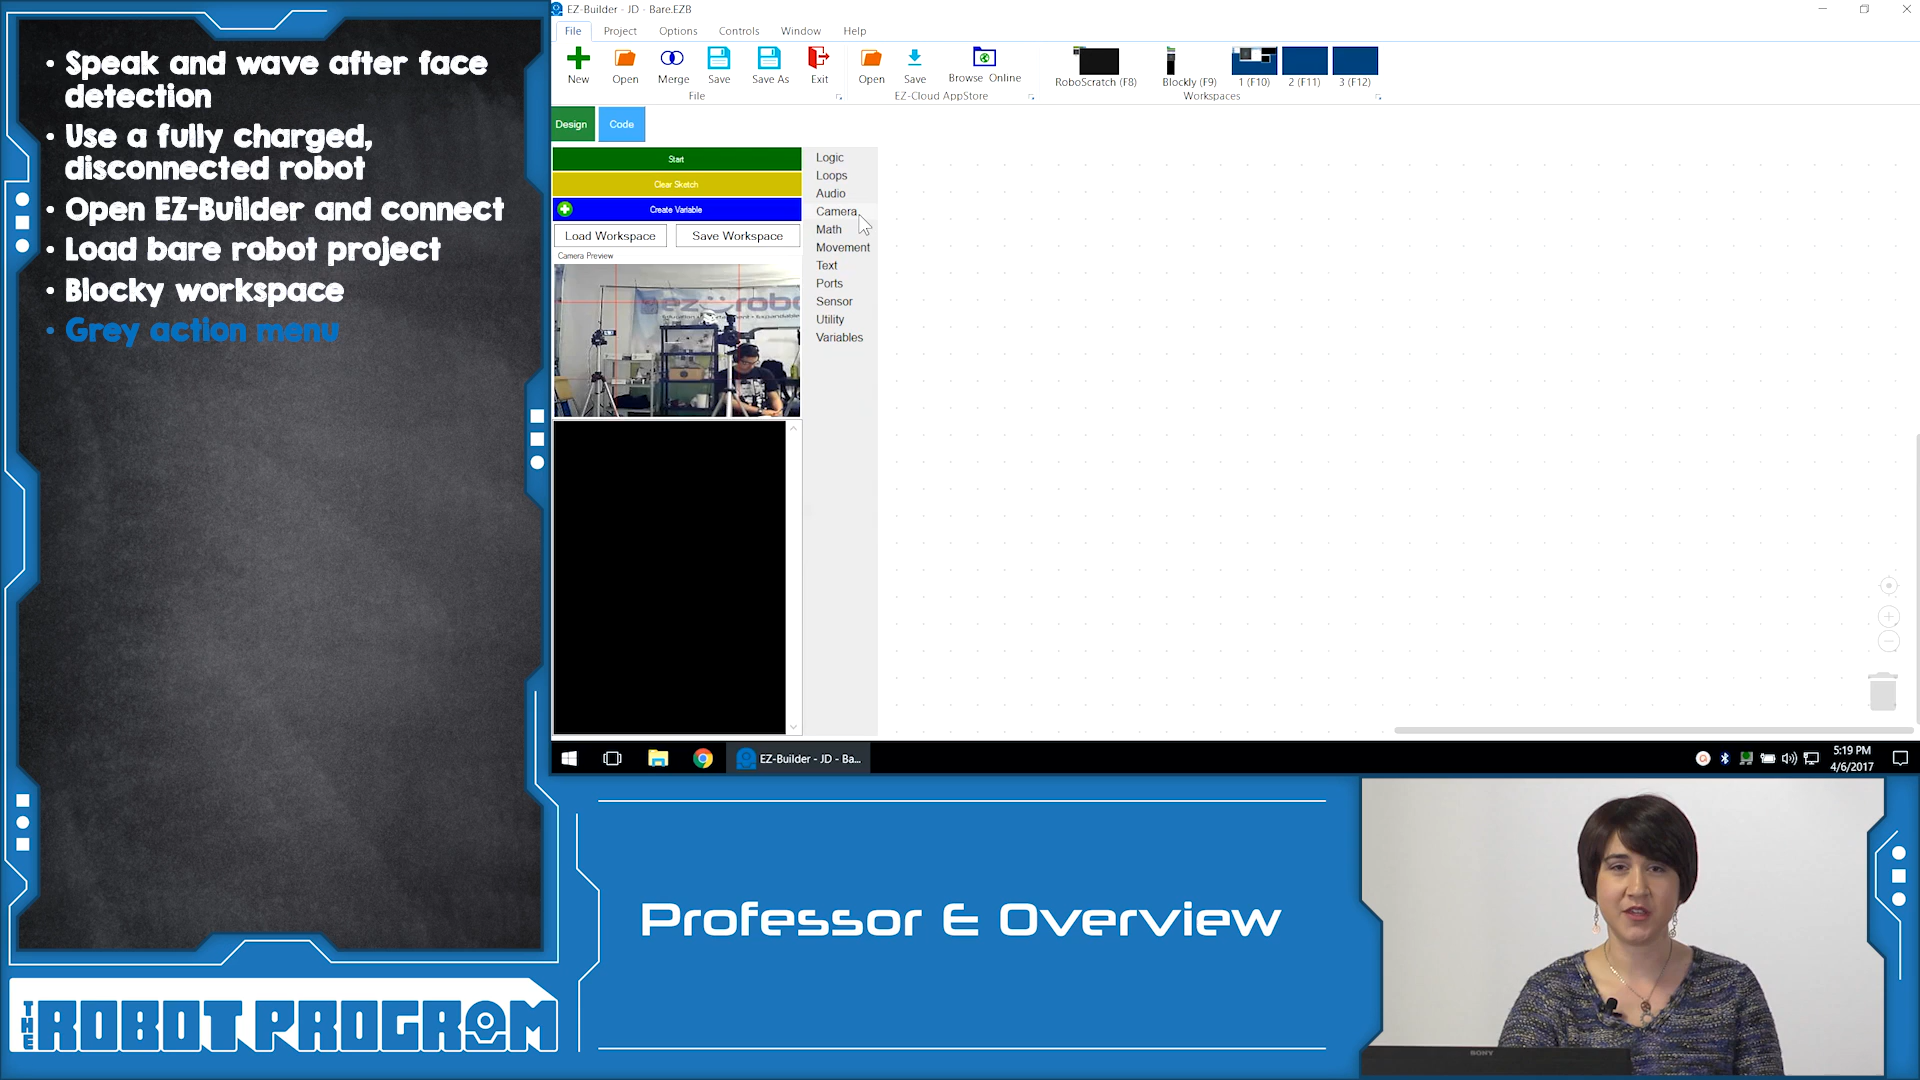 • Speak and wave after face
detection
• Use a fully charged,
disconnected robot
• Open EZ-Builder and connect
• Load bare robot project
• Blocky workspace
• Grey action menu
EZ-Builder - JD - Bare.EZB
File Project Options Controls Window Help
New Open Merge Save Save As Exit Open Save Browse Online RoboScratch (F8) Blockly (F9) 1 (F10) 2 (F11) 3 (F12)
File EZ-Cloud AppStore Workspaces
Design Code
Start
Clear Sketch
Create Variable
Load Workspace Save Workspace
Camera Preview
Logic
Loops
Audio
Camera
Math
Movement
Text
Ports
Sensor
Utility
Variables
EZ-Builder - JD - Ba...
5:19 PM
4/6/2017
Professor E Overview
THE ROBOT PROGRAM
SONY